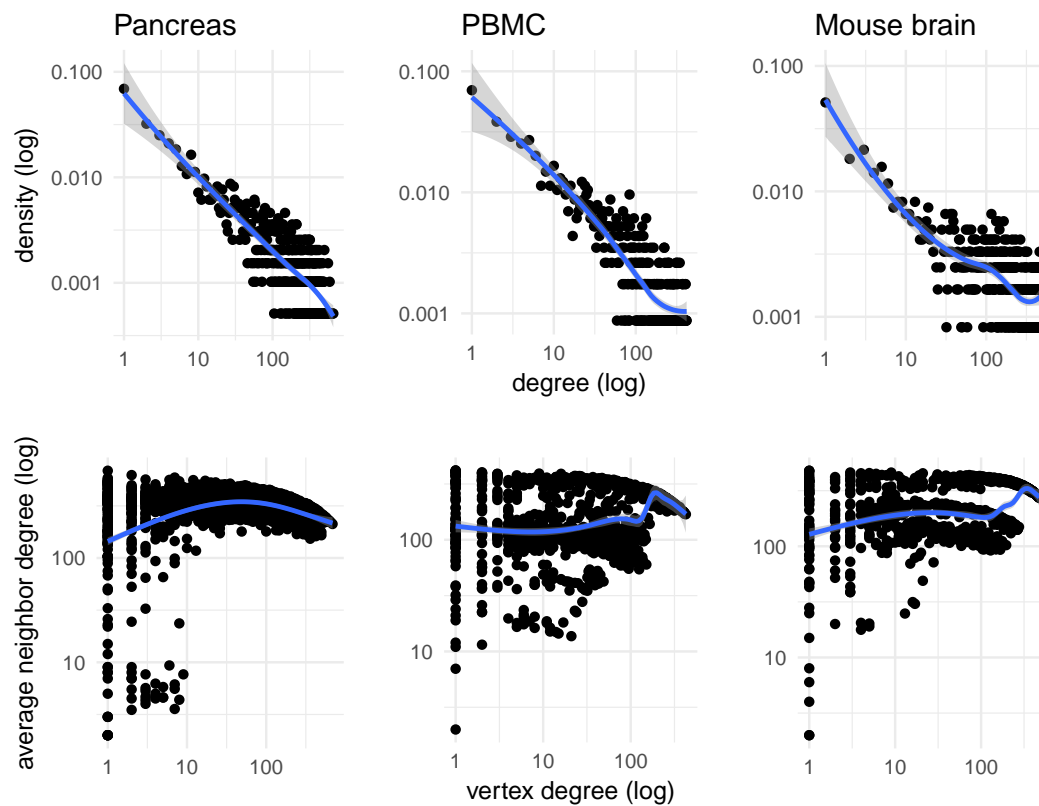 Pancreas PBMC Mouse brain
density (log)
0.100 0.100 0.100
0.010 0.010 0.010
0.001 0.001 0.001
1 10 100 1 10 100 1 10 100
degree (log)
average neighbor degree (log)
100 100 100
10 10 10
1 10 100 1 10 100 1 10 100
vertex degree (log)